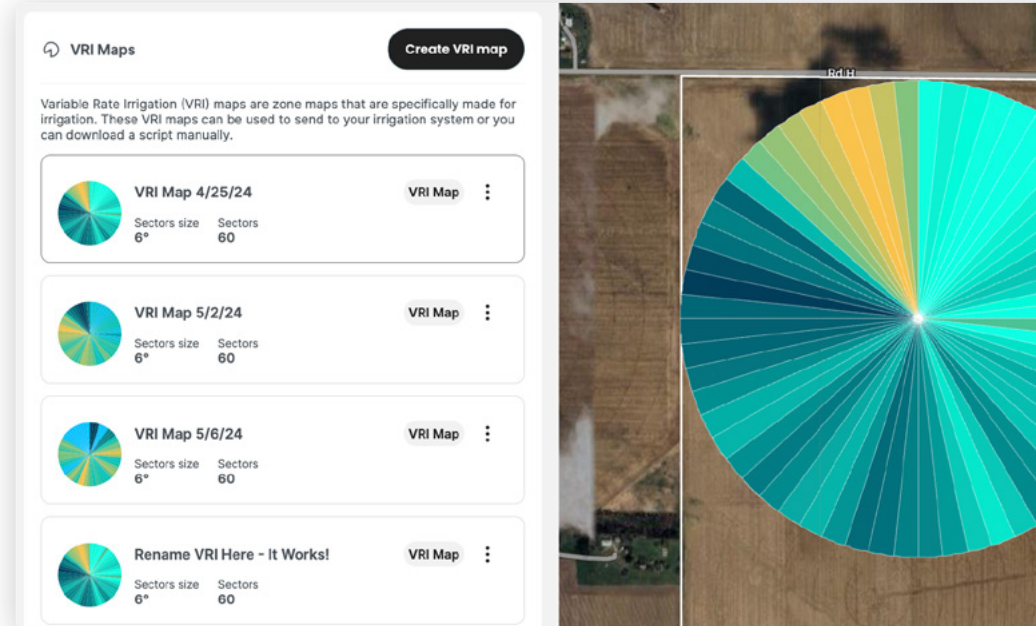 VRI Maps
Create VRI map
Variable Rate Irrigation (VRI) maps are zone maps that are specifically made for
irrigation. These VRI maps can be used to send to your irrigation system or you
can download a script manually.
VRI Map 4/25/24
VRI Map
Sectors size Sectors
6° 60
VRI Map 5/2/24
VRI Map
Sectors size Sectors
6° 60
VRI Map 5/6/24
VRI Map
Sectors size Sectors
6° 60
Rename VRI Here - It Works!
VRI Map
Sectors size Sectors
6° 60
Rd H